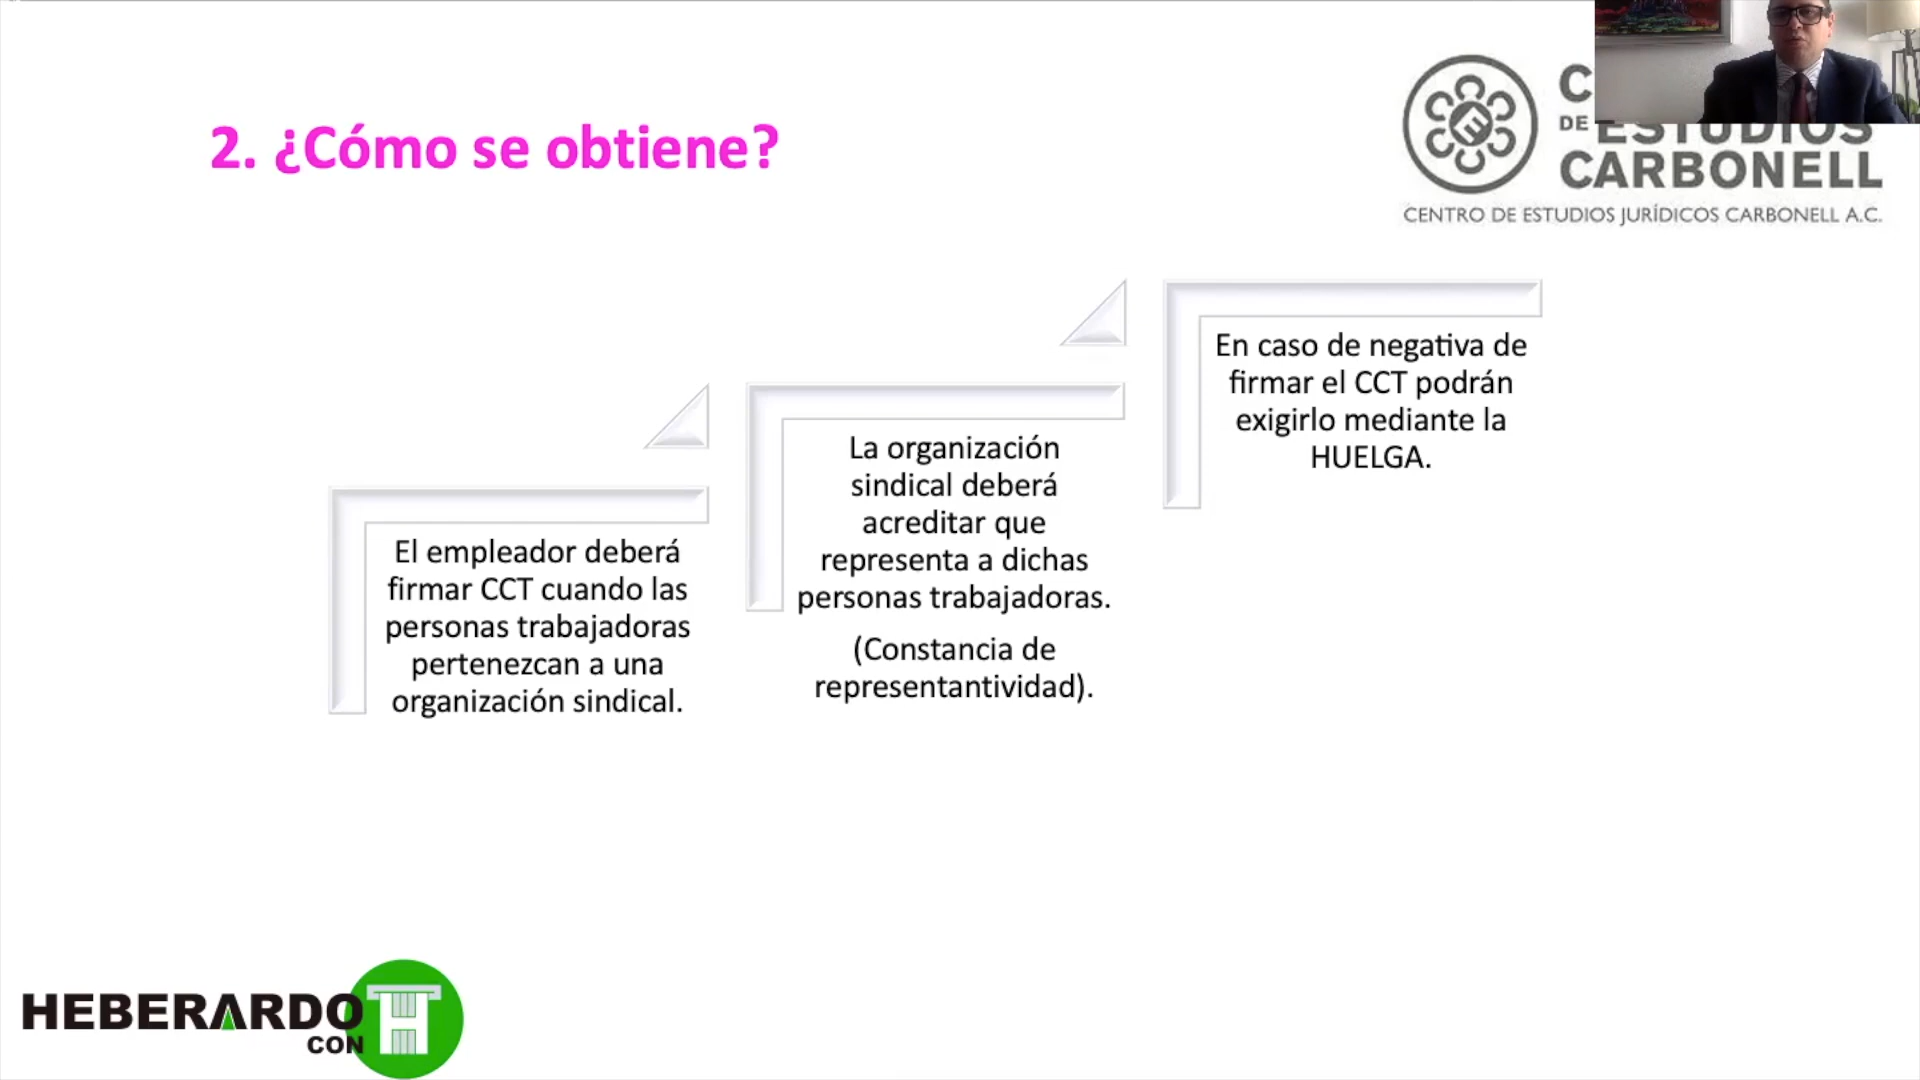 2. ¿Cómo se obtiene?
C
DE ESTUDIOS
CARBONELL
CENTRO DE ESTUDIOS JURÍDICOS CARBONELL A.C.
El empleador deberá
firmar CCT cuando las
personas trabajadoras
pertenezcan a una
organización sindical.
La organización
sindical deberá
acreditar que
representa a dichas
personas trabajadoras.
(Constancia de
representantividad).
En caso de negativa de
firmar el CCT podrán
exigirlo mediante la
HUELGA.
HEBERARDO
CON H